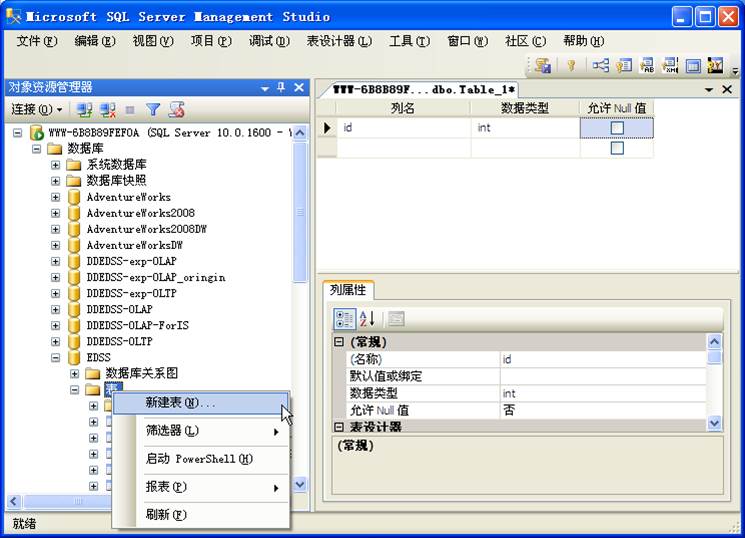 Microsoft SQL Server Management Studio
文件(F) 编辑(E) 视图(V) 项目(P) 调试(D) 表设计器(L) 工具(T) 窗口(W) 社区(C) 帮助(H)
对象资源管理器
连接(O)
WWW-6B8B89FEF0A (SQL Server 10.0.1600 -
数据库
系统数据库
数据库快照
AdventureWorks
AdventureWorks2008
AdventureWorks2008DW
AdventureWorksDW
DDEDSS-exp-OLAP
DDEDSS-exp-OLAP_oringin
DDEDSS-exp-OLTP
DDEDSS-OLAP
DDEDSS-OLAP-ForIS
DDEDSS-OLTP
EDSS
数据库关系图
表
新建表(N)...
筛选器(L)
启动 PowerShell(H)
报表(P)
刷新(F)
WWW-6B8B89F...dbo.Table_1*
列名 数据类型 允许 Null 值
id int
列属性
(常规)
(名称) id
默认值或绑定
数据类型 int
允许 Null 值 否
表设计器
(常规)
就绪